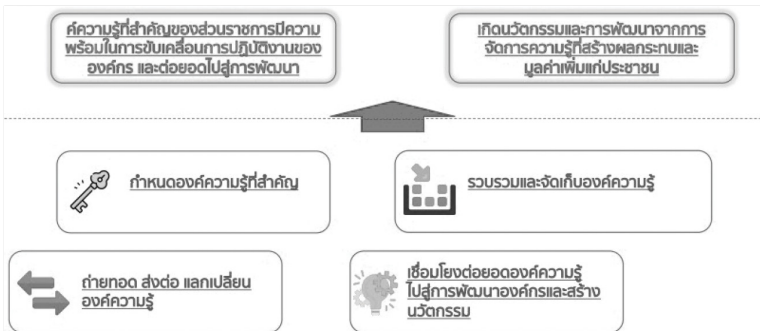 ค์ความรู้ที่สำคัญของส่วนราชการมีความ
พร้อมในการขับเคลื่อนการปฏิบัติงานของ
องค์กร และต่อยอดไปสู่การพัฒนา
เกิดนวัตกรรมและการพัฒนาจากการ
จัดการความรู้ที่สร้างผลกระทบและ
มูลค่าเพิ่มแก่ประชาชน
กำหนดองค์ความรู้ที่สำคัญ
รวบรวมและจัดเก็บองค์ความรู้
ถ่ายทอด ส่งต่อ แลกเปลี่ยน
องค์ความรู้
เชื่อมโยงต่อยอดองค์ความรู้
ไปสู่การพัฒนาองค์กรและสร้าง
นวัตกรรม